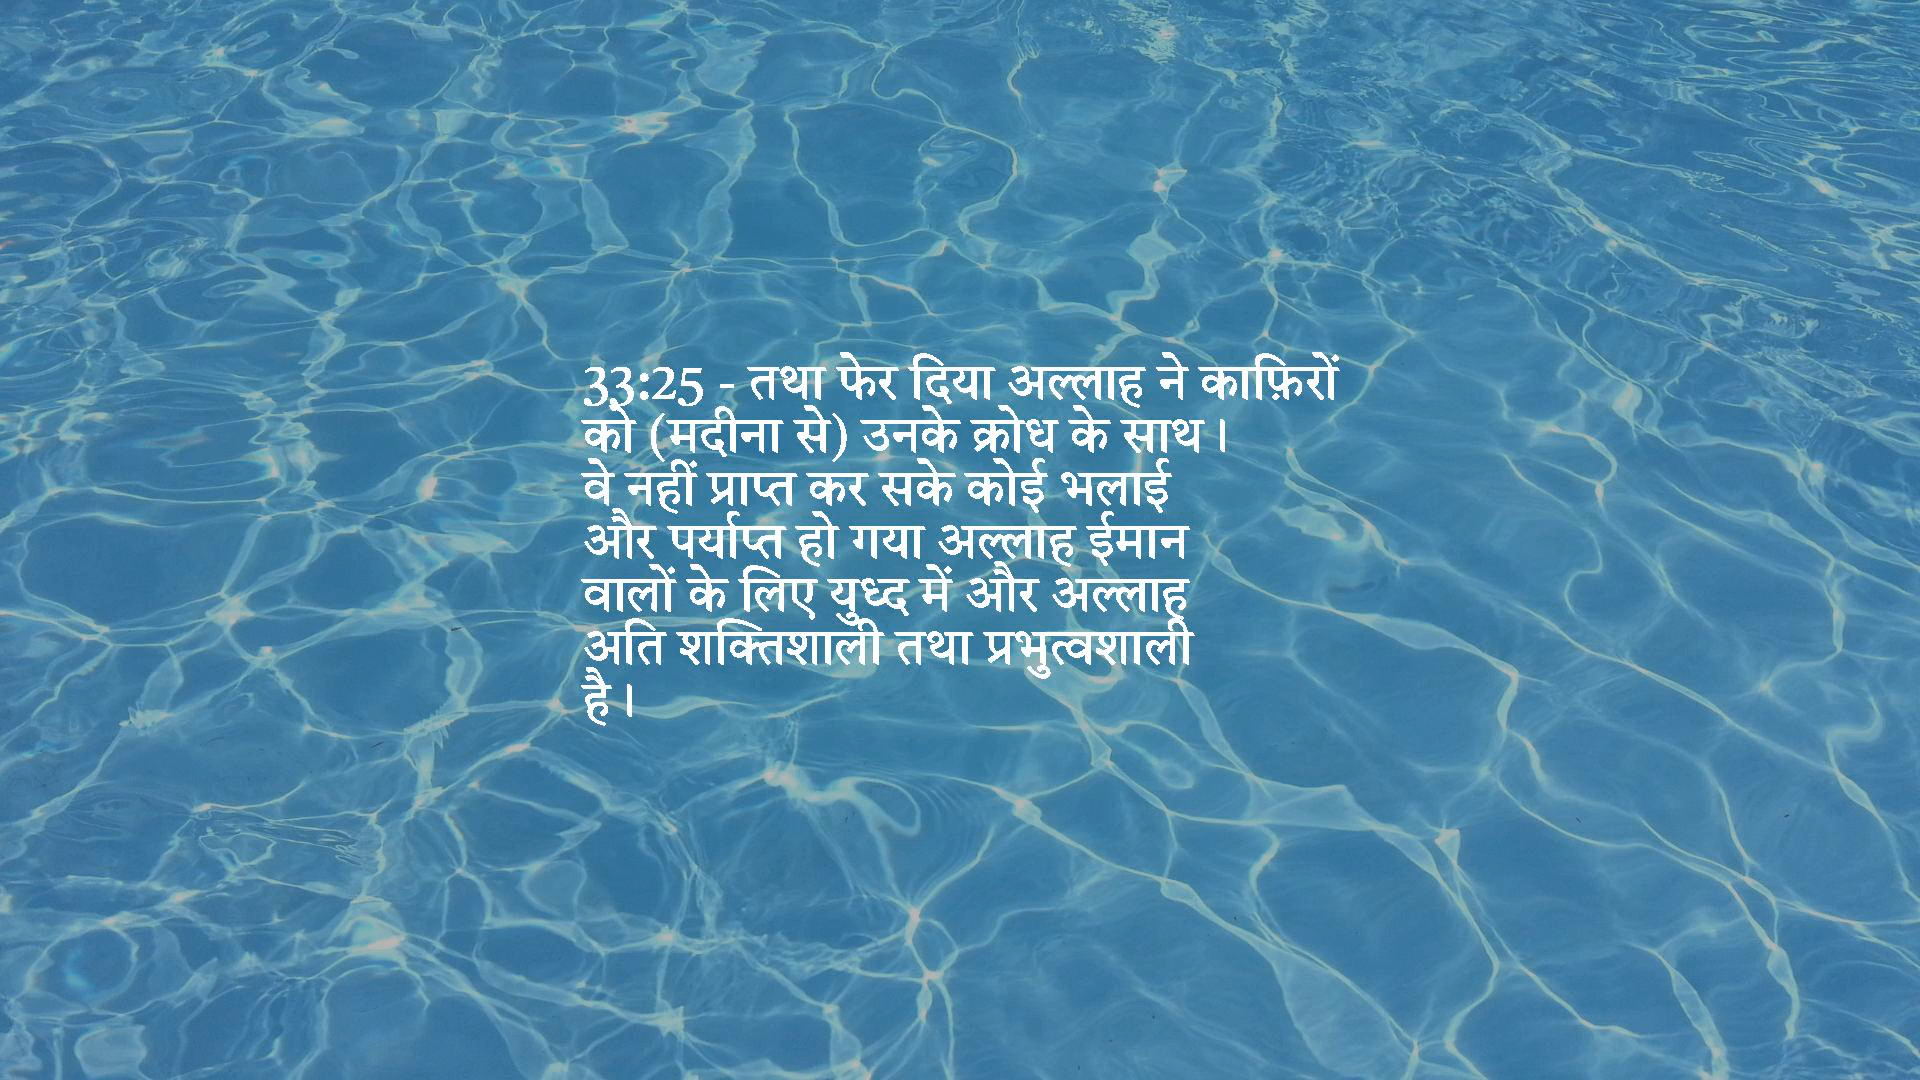 33:25 - तथा फेर दिया अल्लाह ने काफ़िरों
को (मदीना से) उनके क्रोध के साथ।
वे नहीं प्राप्त कर सके कोई भलाई
और पर्याप्त हो गया अल्लाह ईमान
वालों के लिए युध्द में और अल्लाह
अति शक्तिशाली तथा प्रभुत्वशाली
है।